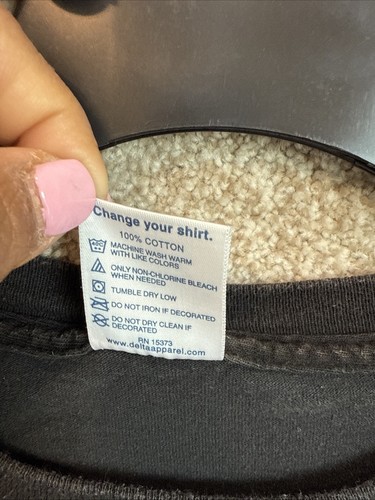 Change your shirt.
100% COTTON
MACHINE WASH WARM
WITH LIKE COLORS
ONLY NON-CHLORINE BLEACH
WHEN NEEDED
TUMBLE DRY LOW
DO NOT IRON IF DECORATED
DO NOT DRY CLEAN IF
DECORATED
RN 15373
www.deltaapparel.com